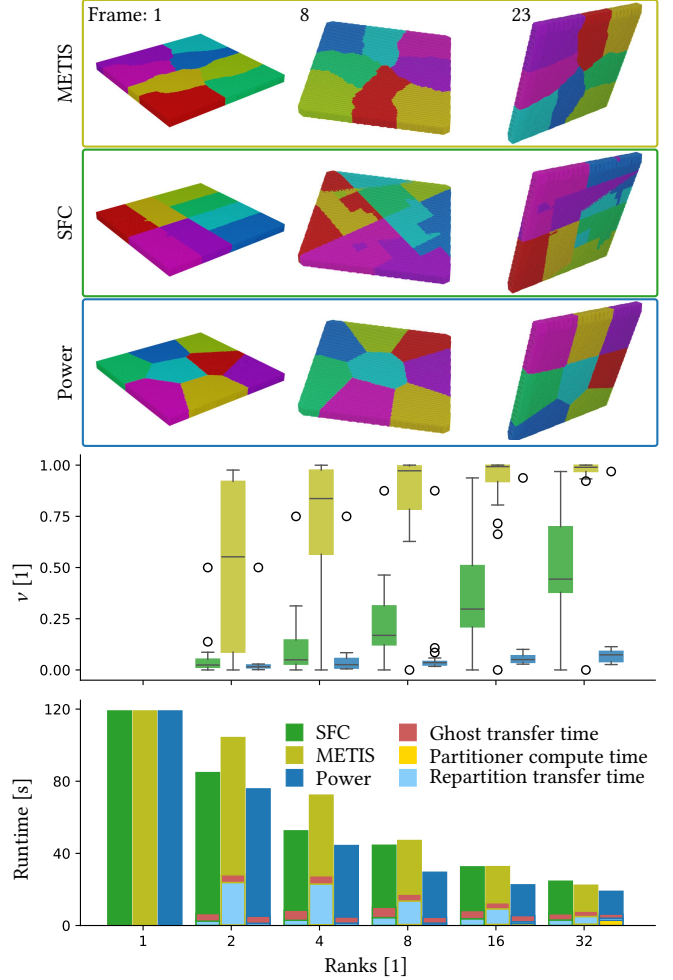 Frame: 1 8 23
METIS
SFC
Power
1.00
0.75
0.50
0.25
0.00
ν [1]
120
80
40
0
Runtime [s]
SFC
METIS
Power
Ghost transfer time
Partitioner compute time
Repartition transfer time
1 2 4 8 16 32
Ranks [1]